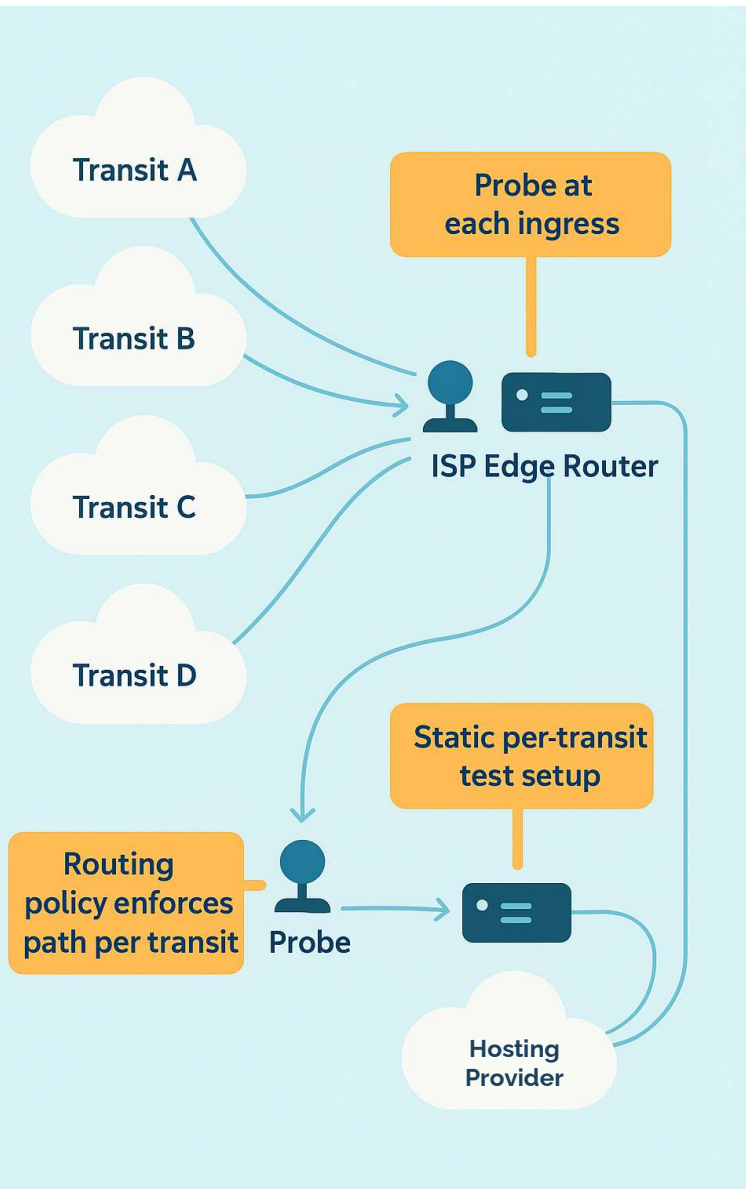 Transit A
Probe at
each ingress
Transit B
ISP Edge Router
Transit C
Transit D
Static per-transit
test setup
Routing
policy enforces
path per transit
Probe
Hosting
Provider